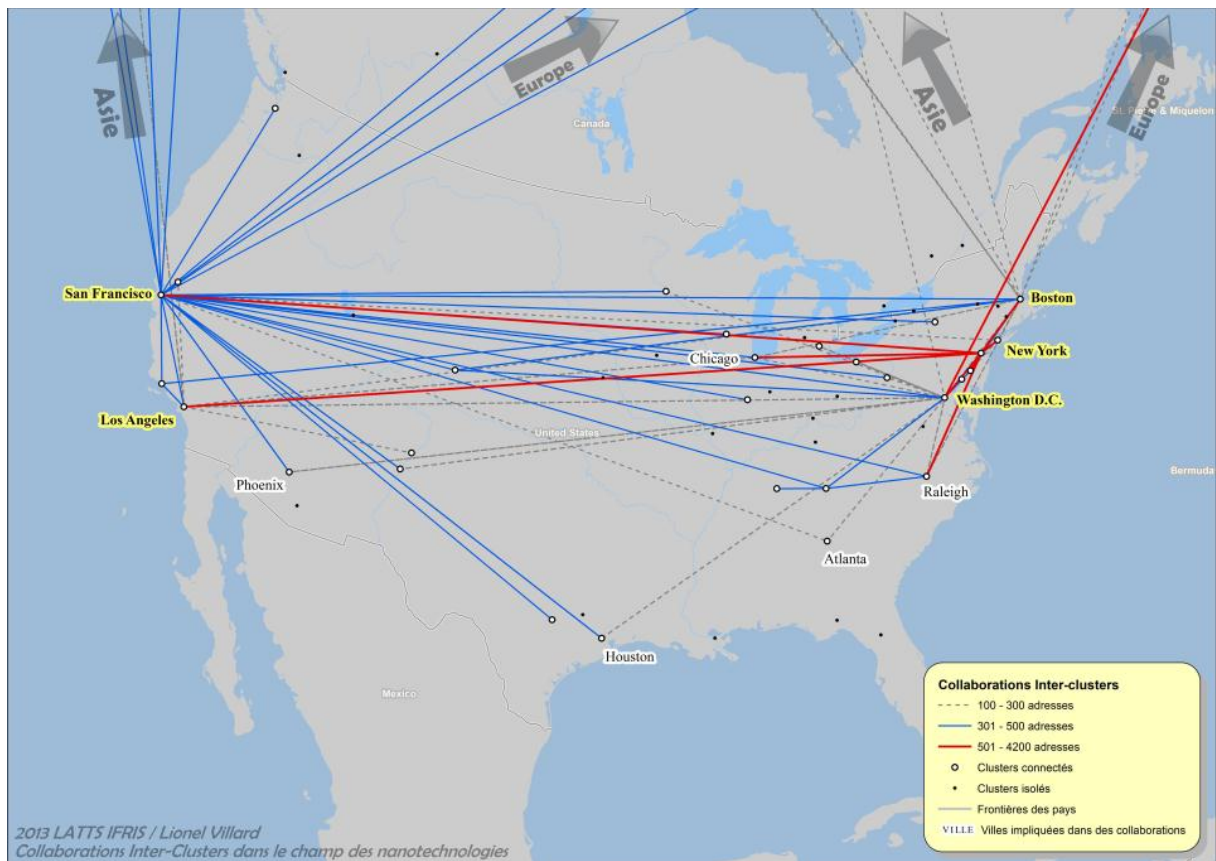 Asie
Europe
Asie
Europe
Canada
St. Pierre & Miquelon
San Francisco
Boston
New York
Chicago
Washington D.C.
Los Angeles
United States
Bermuda
Phoenix
Raleigh
Atlanta
Houston
Mexico
Collaborations Inter-clusters
100 - 300 adresses
301 - 500 adresses
501 - 4200 adresses
Clusters connectés
Clusters isolés
Frontières des pays
VILLE Villes impliquées dans des collaborations
2013 LATTS IFRIS / Lionel Villard
Collaborations Inter-Clusters dans le champ des nanotechnologies